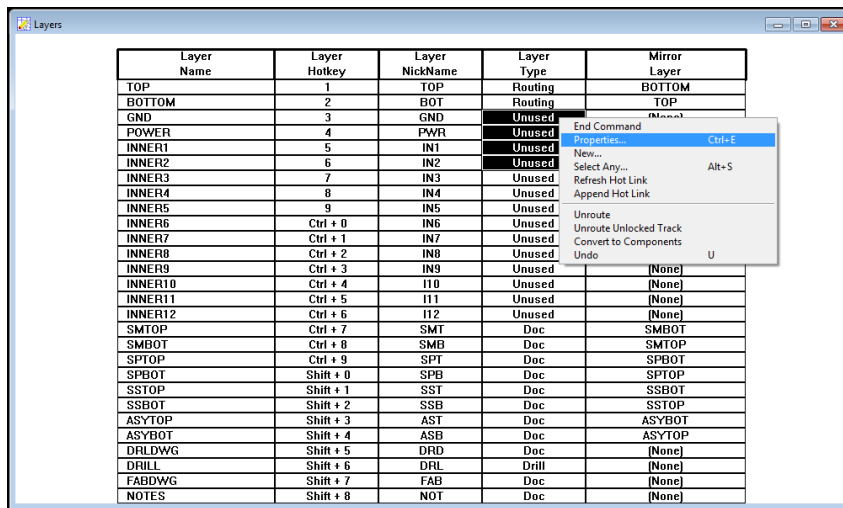 Layers
Layer Layer Layer Layer Mirror
Name Hotkey NickName Type Layer
TOP 1 TOP Routing BOTTOM
BOTTOM 2 BOT Routing TOP
GND 3 GND Unused (None)
POWER 4 PWR Unused
INNER1 5 IN1 Unused
INNER2 6 IN2 Unused
INNER3 7 IN3 Unused
INNER4 8 IN4 Unused
INNER5 9 IN5 Unused
INNER6 Ctrl + 0 IN6 Unused
INNER7 Ctrl + 1 IN7 Unused
INNER8 Ctrl + 2 IN8 Unused
INNER9 Ctrl + 3 IN9 Unused (None)
INNER10 Ctrl + 4 I10 Unused (None)
INNER11 Ctrl + 5 I11 Unused (None)
INNER12 Ctrl + 6 I12 Unused (None)
SMTOP Ctrl + 7 SMT Doc SMBOT
SMBOT Ctrl + 8 SMB Doc SMTOP
SPTOP Ctrl + 9 SPT Doc SPBOT
SPBOT Shift + 0 SPB Doc SPTOP
SSTOP Shift + 1 SST Doc SSBOT
SSBOT Shift + 2 SSB Doc SSTOP
ASYTOP Shift + 3 AST Doc ASYBOT
ASYBOT Shift + 4 ASB Doc ASYTOP
DRLDWG Shift + 5 DRD Doc (None)
DRILL Shift + 6 DRL Drill (None)
FABDWG Shift + 7 FAB Doc (None)
NOTES Shift + 8 NOT Doc (None)
End Command
Properties... Ctrl+E
New...
Select Any... Alt+S
Refresh Hot Link
Append Hot Link
Unroute
Unroute Unlocked Track
Convert to Components
Undo U